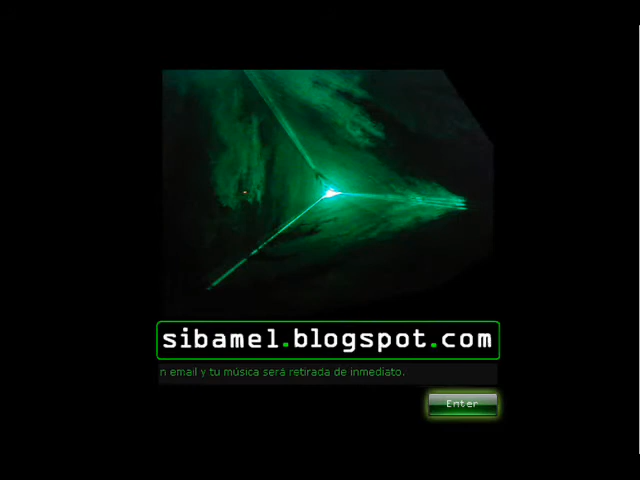 sibamel.blogspot.com
n email y tu música será retirada de inmediato.
Enter